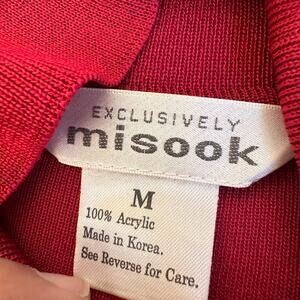 EXCLUSIVELY
misook
M
100% Acrylic
Made in Korea.
See Reverse for Care.